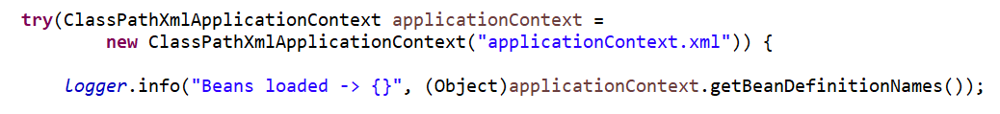 try(ClassPathXmlApplicationContext applicationContext =
new ClassPathXmlApplicationContext("applicationContext.xml")) {
logger.info("Beans loaded -> {}", (Object)applicationContext.getBeanDefinitionNames());